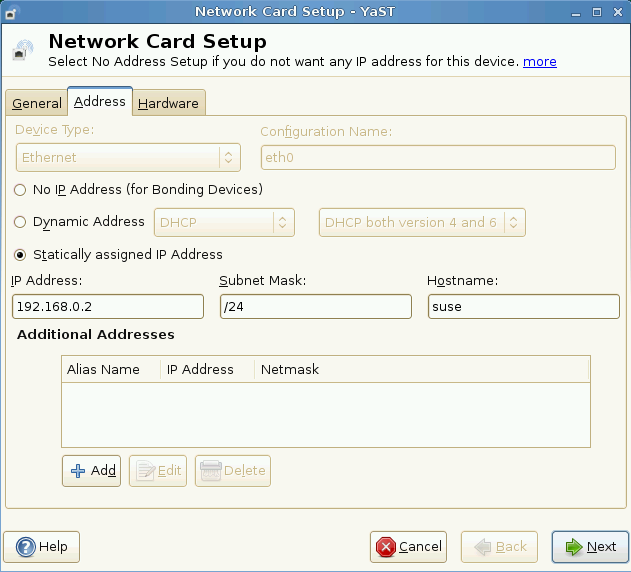 Network Card Setup - YaST
Network Card Setup
Select No Address Setup if you do not want any IP address for this device. more
General Address Hardware
Device Type: Configuration Name:
Ethernet eth0
No IP Address (for Bonding Devices)
Dynamic Address DHCP DHCP both version 4 and 6
Statically assigned IP Address
IP Address: Subnet Mask: Hostname:
192.168.0.2 /24 suse
Additional Addresses
Alias Name IP Address Netmask
Add Edit Delete
Help Cancel Back Next